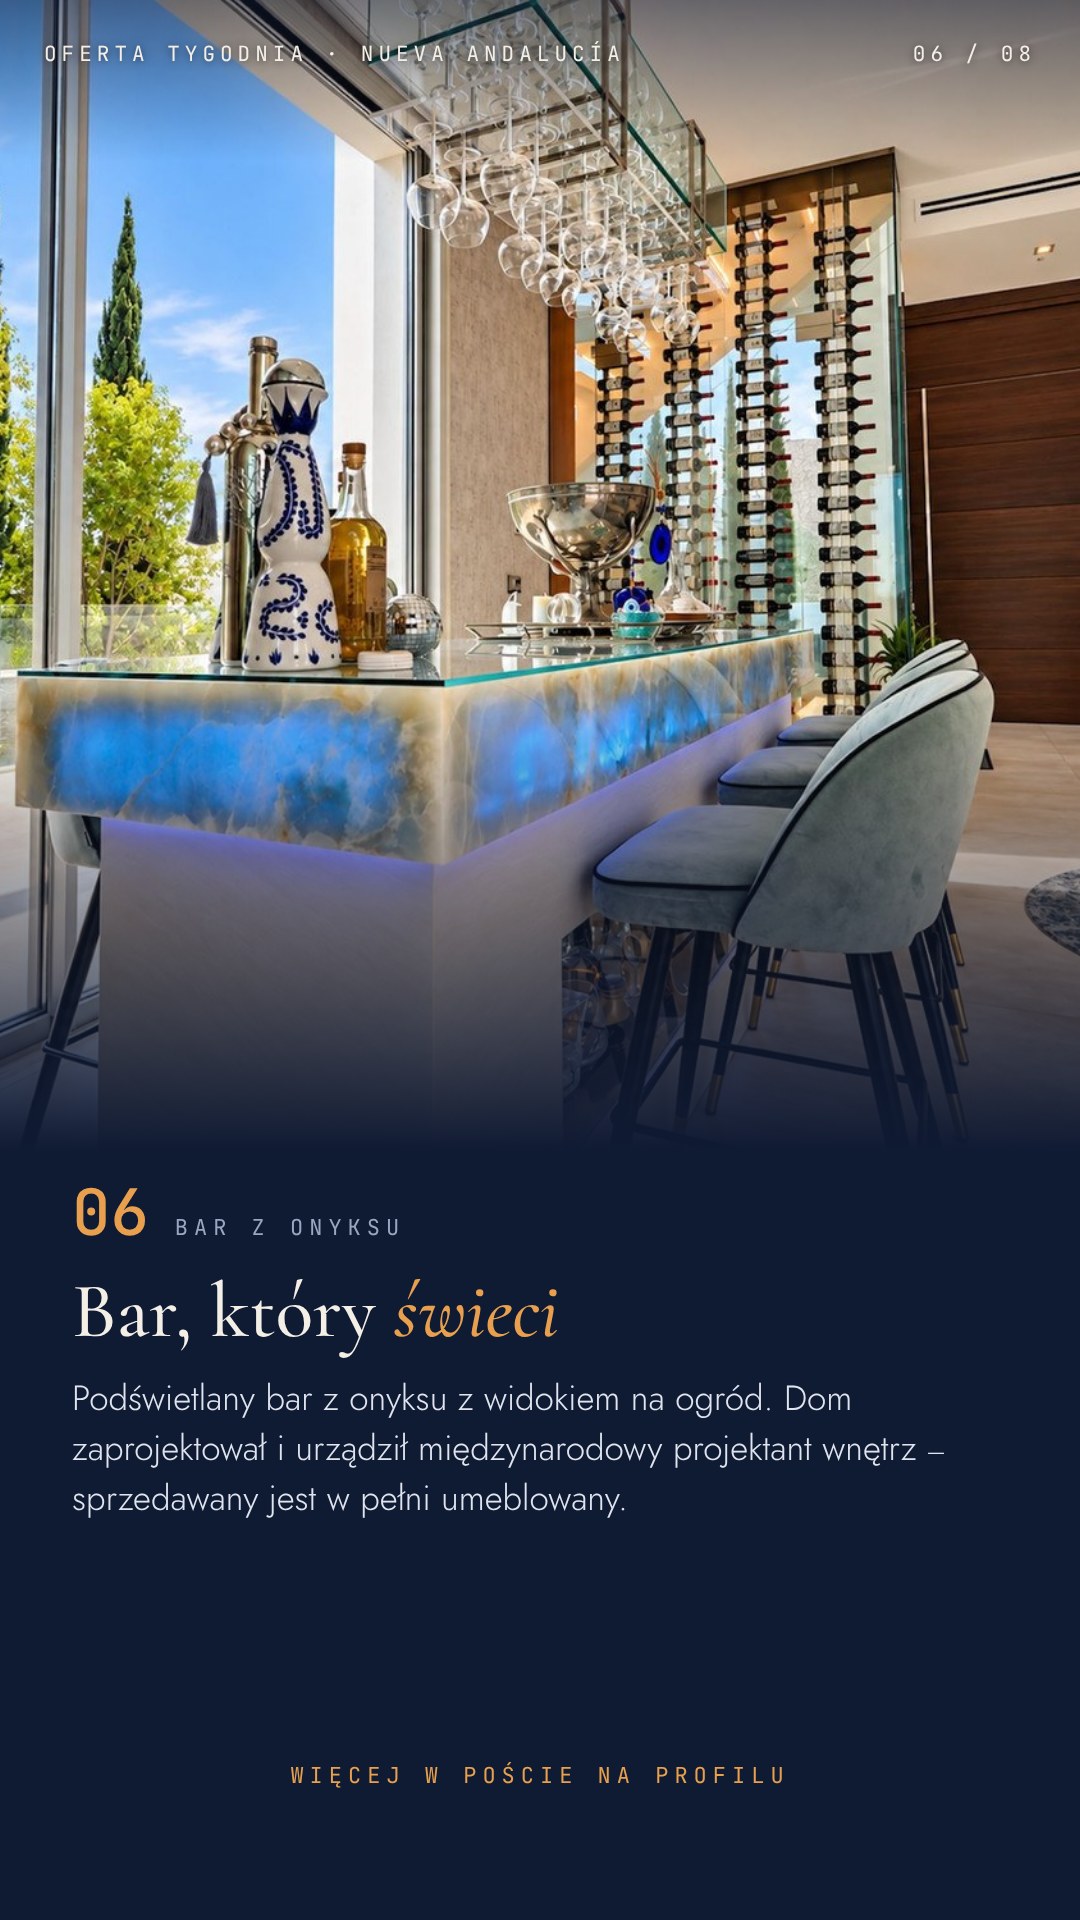 OFERTA TYGODNIA · NUEVA ANDALUCÍA
06 / 08
06 BAR Z ONYKSU
Bar, który świeci
Podświetlany bar z onyksu z widokiem na ogród. Dom
zaprojektował i urządził międzynarodowy projektant wnętrz –
sprzedawany jest w pełni umeblowany.
WIĘCEJ W POŚCIE NA PROFILU